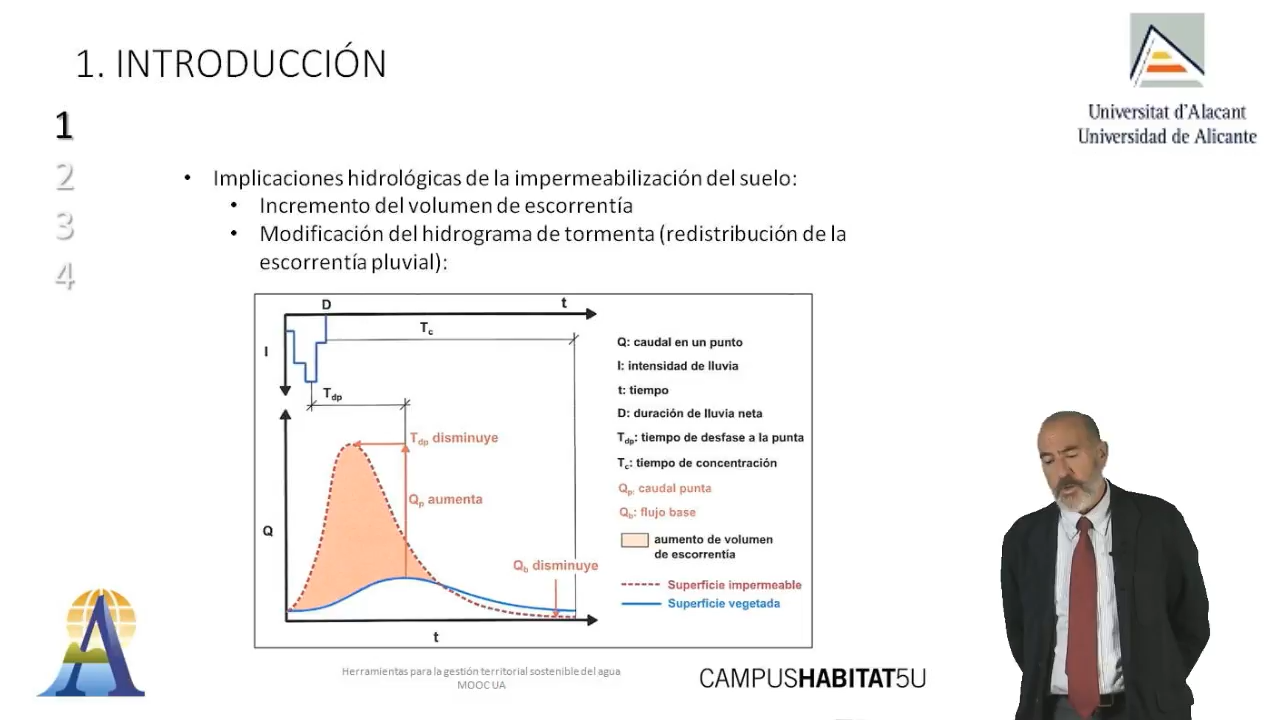 1. INTRODUCCIÓN
Universitat d'Alacant
Universidad de Alicante
1
2
3
4
• Implicaciones hidrológicas de la impermeabilización del suelo:
• Incremento del volumen de escorrentía
• Modificación del hidrograma de tormenta (redistribución de la
escorrentía pluvial):
D
t
Tc
I
Tdp
Tdp disminuye
Qp aumenta
Q
Qb disminuye
t
Q: caudal en un punto
I: intensidad de lluvia
t: tiempo
D: duración de lluvia neta
Tdp: tiempo de desfase a la punta
Tc: tiempo de concentración
Qp: caudal punta
Qb: flujo base
aumento de volumen
de escorrentía
Superficie impermeable
Superficie vegetada
Herramientas para la gestión territorial sostenible del agua
MOOC UA
CAMPUSHABITAT5U